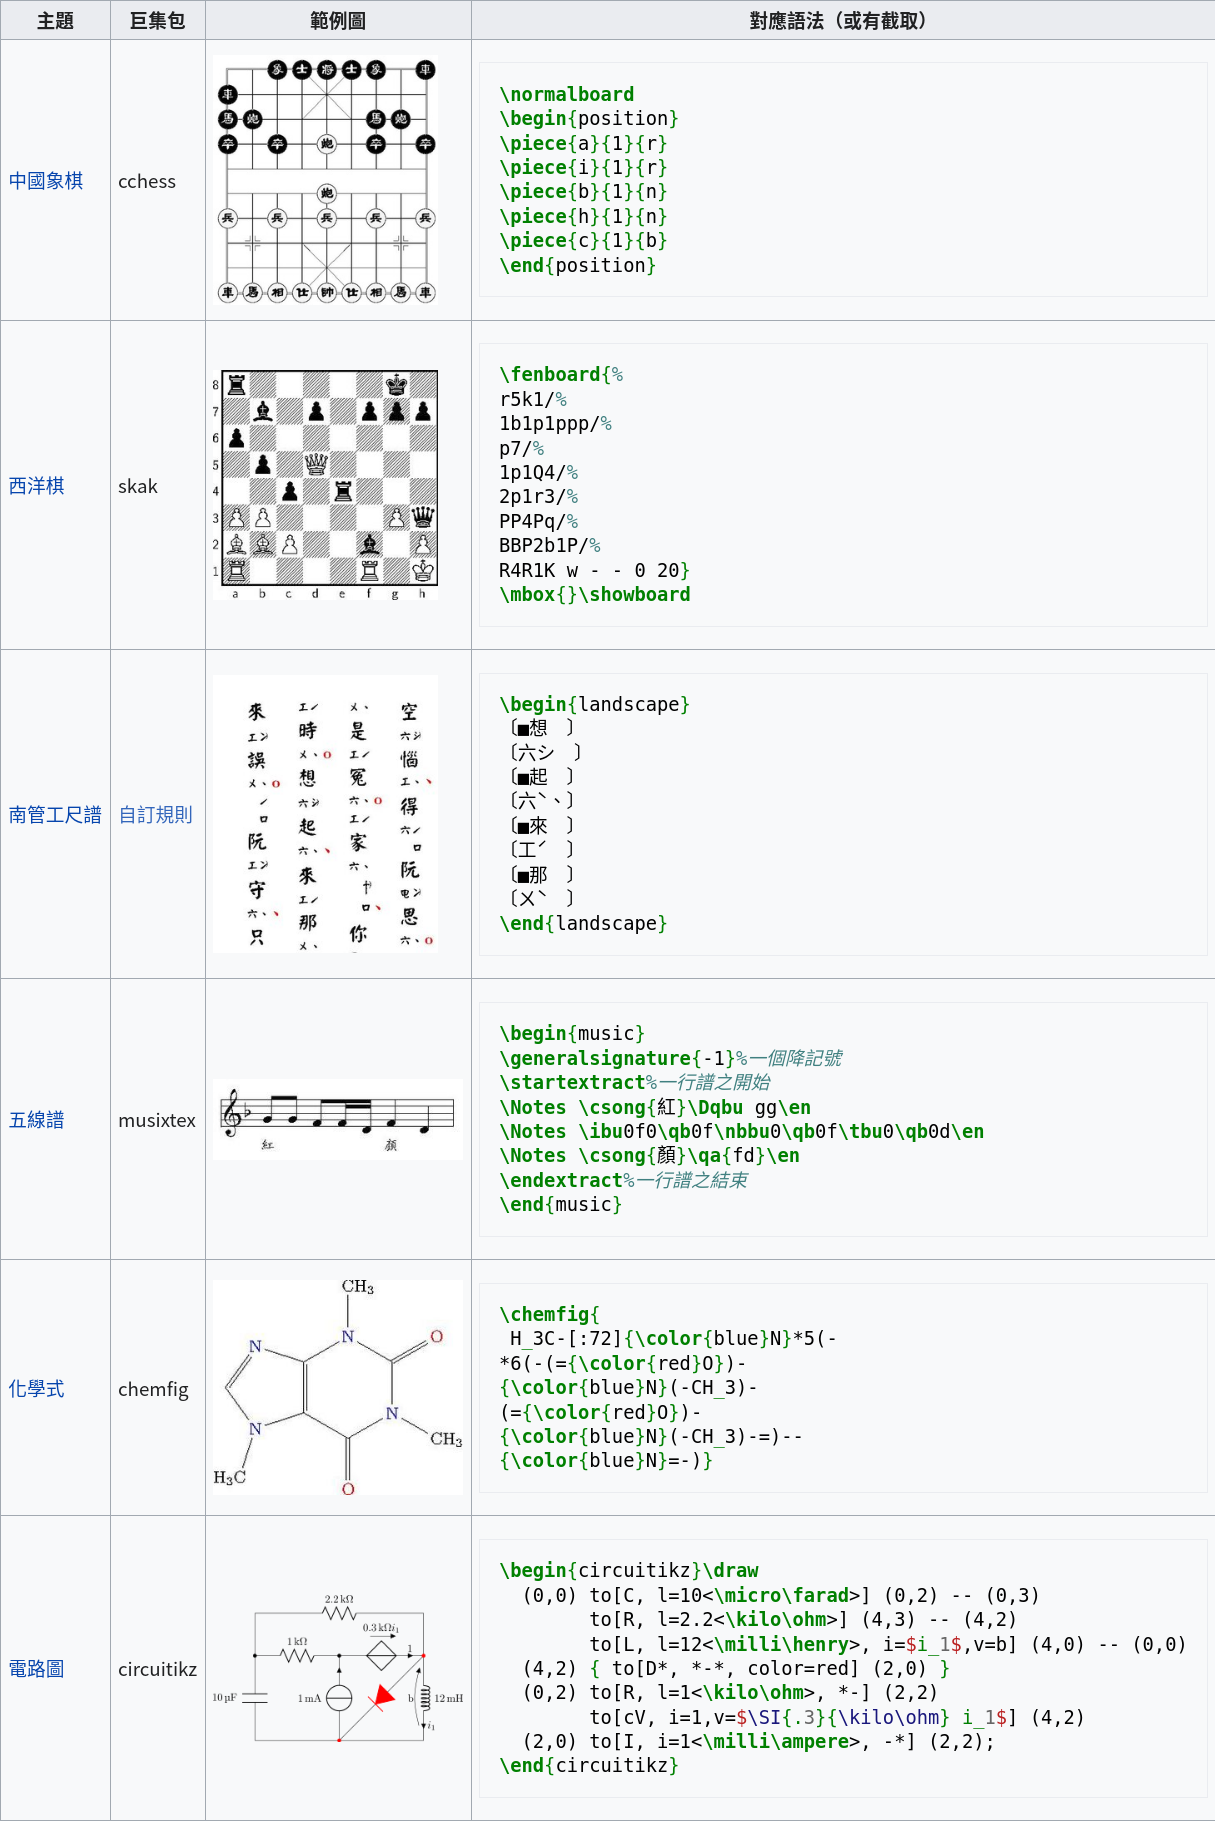 主題 巨集包 範例圖 對應語法（或有截取）
中國象棋 cchess
象 士 將 士 象 車
車
馬 炮 馬 炮
卒 卒 炮 卒 卒
炮
兵 兵 兵 兵 兵
車 馬 相 仕 帥 仕 相 馬 車
\normalboard
\begin{position}
\piece{a}{1}{r}
\piece{i}{1}{r}
\piece{b}{1}{n}
\piece{h}{1}{n}
\piece{c}{1}{b}
\end{position}
西洋棋 skak
8
7
6
5
4
3
2
1
a b c d e f g h
\fenboard{%
r5k1/%
1b1p1ppp/%
p7/%
1p1Q4/%
2p1r3/%
PP4Pq/%
BBP2b1P/%
R4R1K w - - 0 20}
\mbox{}\showboard
南管工尺譜 自訂規則
空
惱
得
阮
思
是
冤
家
你
時
想
起
來
那
來
誤
阮
守
只
\begin{landscape}
〔■想　〕
〔六シ　〕
〔■起　〕
〔六丶、〕
〔■來　〕
〔工ˊ　〕
〔■那　〕
〔㐅丶　〕
\end{landscape}
五線譜 musixtex
紅 顏
\begin{music}
\generalsignature{-1}%一個降記號
\startextract%一行譜之開始
\Notes \csong{紅}\Dqbu gg\en
\Notes \ibu0f0\qb0f\nbbu0\qb0f\tbu0\qb0d\en
\Notes \csong{顏}\qa{fd}\en
\endextract%一行譜之結束
\end{music}
化學式 chemfig
CH₃
N N O
N N
CH₃
H₃C
O
\chemfig{
H_3C-[:72]{\color{blue}N}*5(-
*6(-(={\color{red}O})-
{\color{blue}N}(-CH_3)-
(={\color{red}O})-
{\color{blue}N}(-CH_3)-=)--
{\color{blue}N}=-)}
電路圖 circuitikz
2.2 kΩ
0.3 kΩi₁
1 kΩ 1
10 µF 1 mA b 12 mH
i₁
\begin{circuitikz}\draw
(0,0) to[C, l=10<\micro\farad>] (0,2) -- (0,3)
to[R, l=2.2<\kilo\ohm>] (4,3) -- (4,2)
to[L, l=12<\milli\henry>, i=$i_1$,v=b] (4,0) -- (0,0)
(4,2) { to[D*, *-*, color=red] (2,0) }
(0,2) to[R, l=1<\kilo\ohm>, *-] (2,2)
to[cV, i=1,v=$\SI{.3}{\kilo\ohm} i_1$] (4,2)
(2,0) to[I, i=1<\milli\ampere>, -*] (2,2);
\end{circuitikz}